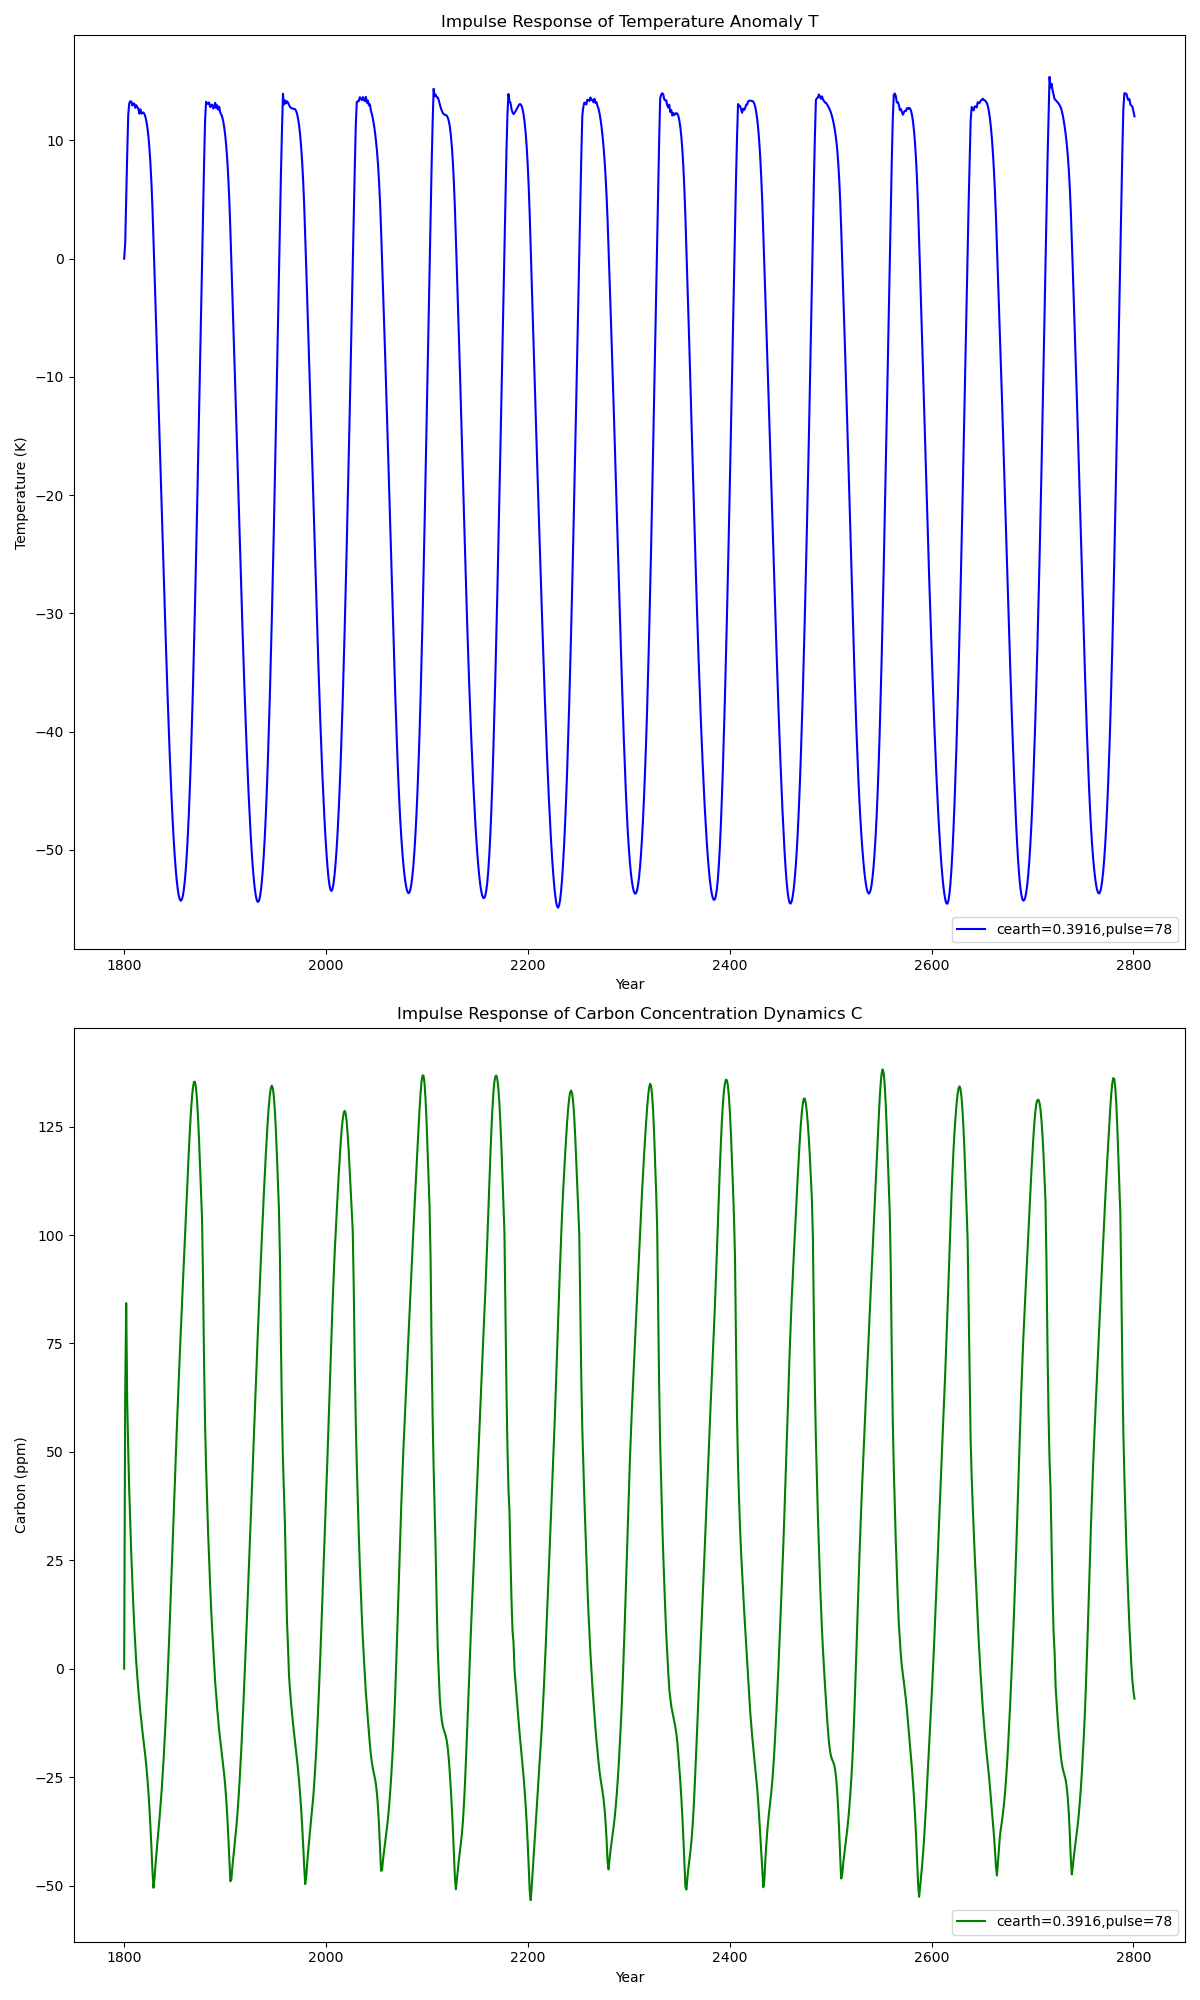 Impulse Response of Temperature Anomaly T
Temperature (K)
10
0
−10
−20
−30
−40
−50
cearth=0.3916,pulse=78
1800 2000 2200 2400 2600 2800
Year
Impulse Response of Carbon Concentration Dynamics C
Carbon (ppm)
125
100
75
50
25
0
−25
−50
cearth=0.3916,pulse=78
1800 2000 2200 2400 2600 2800
Year